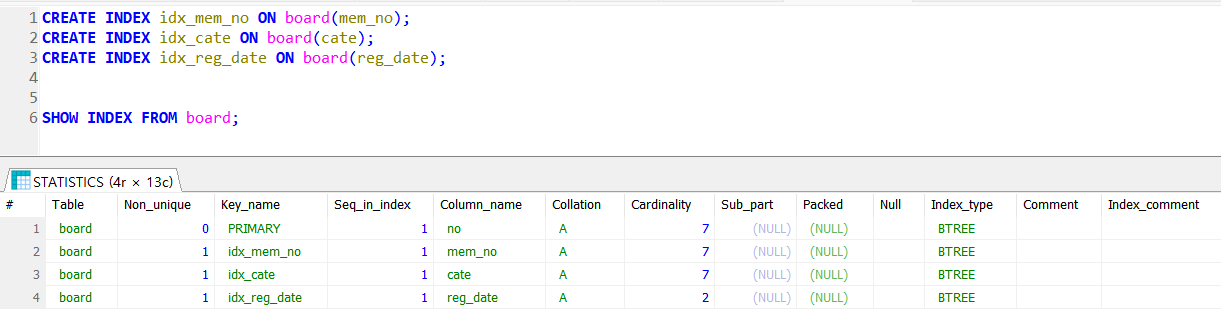 1 CREATE INDEX idx_mem_no ON board(mem_no);
2 CREATE INDEX idx_cate ON board(cate);
3 CREATE INDEX idx_reg_date ON board(reg_date);
4
5
6 SHOW INDEX FROM board;
STATISTICS (4r × 13c)
# Table Non_unique Key_name Seq_in_index Column_name Collation Cardinality Sub_part Packed Null Index_type Comment Index_comment
1 board 0 PRIMARY 1 no A 7 (NULL) (NULL) BTREE
2 board 1 idx_mem_no 1 mem_no A 7 (NULL) (NULL) BTREE
3 board 1 idx_cate 1 cate A 7 (NULL) (NULL) BTREE
4 board 1 idx_reg_date 1 reg_date A 2 (NULL) (NULL) BTREE